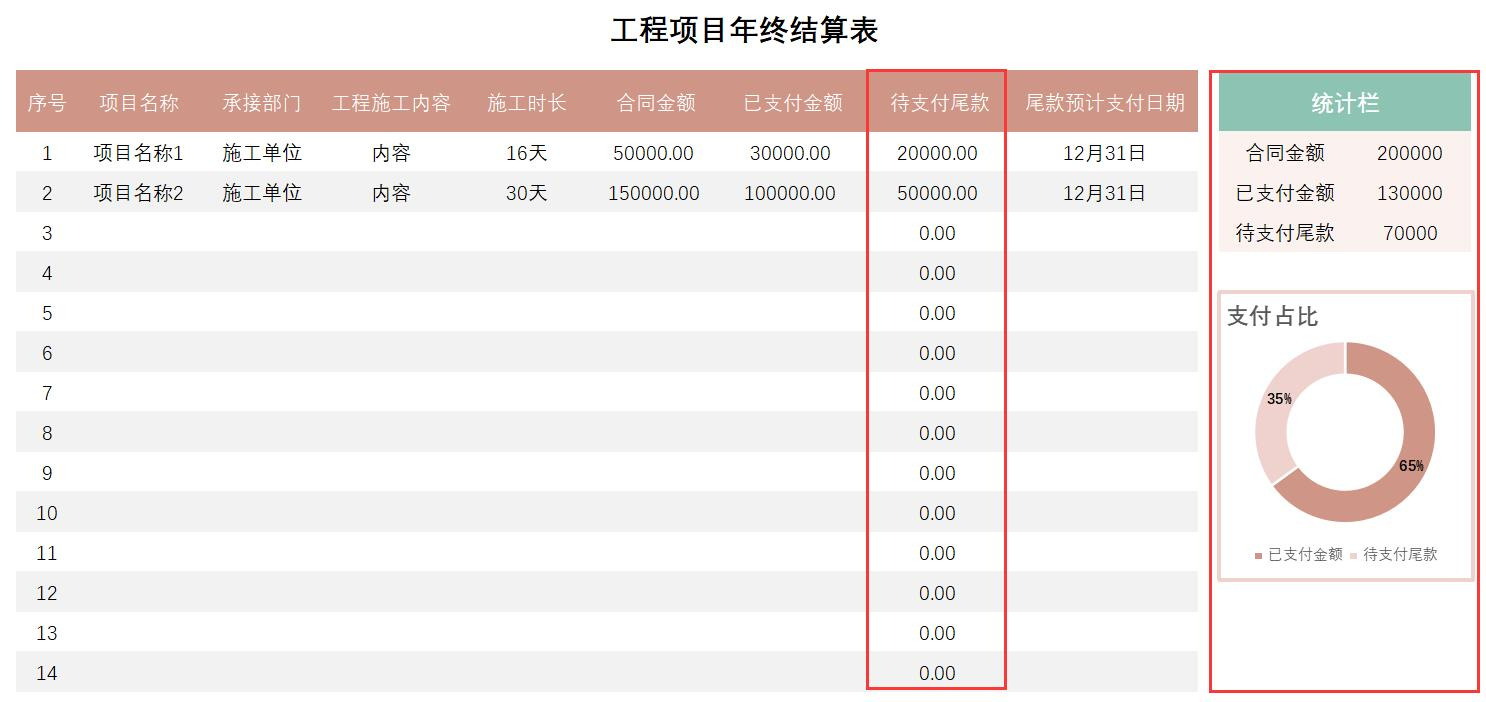 工程项目年终结算表
序号 项目名称 承接部门 工程施工内容 施工时长 合同金额 已支付金额 待支付尾款 尾款预计支付日期
1 项目名称1 施工单位 内容 16天 50000.00 30000.00 20000.00 12月31日
2 项目名称2 施工单位 内容 30天 150000.00 100000.00 50000.00 12月31日
3 0.00
4 0.00
5 0.00
6 0.00
7 0.00
8 0.00
9 0.00
10 0.00
11 0.00
12 0.00
13 0.00
14 0.00
统计栏
合同金额 200000
已支付金额 130000
待支付尾款 70000
支付占比
35%
65%
已支付金额 待支付尾款